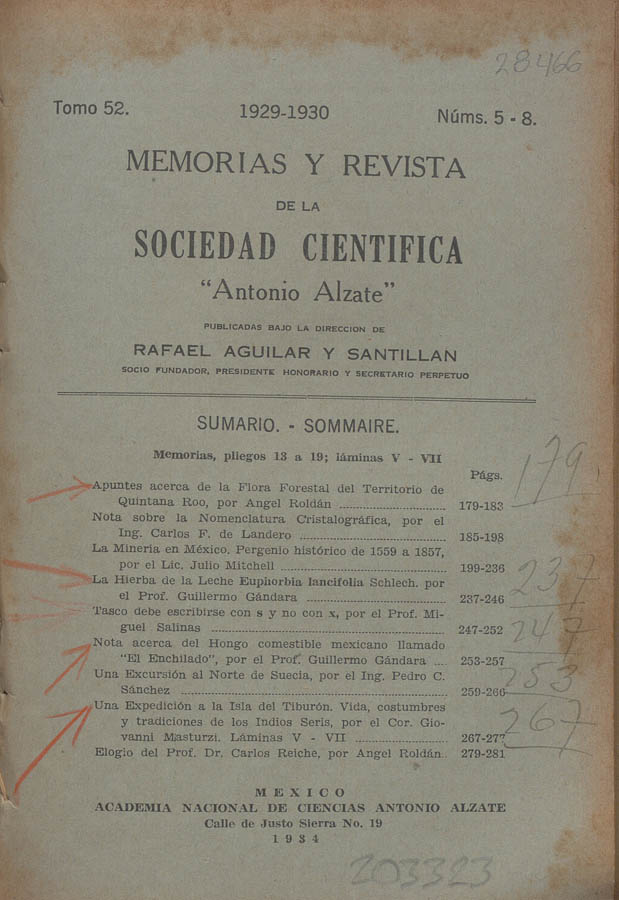 28466
Tomo 52. 1929-1930 Núms. 5 - 8.
MEMORIAS Y REVISTA
DE LA
SOCIEDAD CIENTIFICA
"Antonio Alzate"
PUBLICADAS BAJO LA DIRECCION DE
RAFAEL AGUILAR Y SANTILLAN
SOCIO FUNDADOR, PRESIDENTE HONORARIO Y SECRETARIO PERPETUO
SUMARIO. - SOMMAIRE.
Memorias, pliegos 13 a 19; láminas V - VII
Págs.
179
Apuntes acerca de la Flora Forestal del Territorio de
Quintana Roo, por Angel Roldán ........ 179-183
Nota sobre la Nomenclatura Cristalográfica, por el
Ing. Carlos F. de Landero ........ 185-198
La Minería en México. Pergenio histórico de 1559 a 1857,
por el Lic. Julio Mitchell ........ 199-236
La Hierba de la Leche Euphorbia lancifolia Schlech. por
el Prof. Guillermo Gándara ........ 237-246
237
Tasco debe escribirse con s y no con x, por el Prof. Mi-
guel Salinas ........ 247-252
247
Nota acerca del Hongo comestible mexicano llamado
"El Enchilado", por el Prof. Guillermo Gándara .... 253-257
253
Una Excursión al Norte de Suecia, por el Ing. Pedro C.
Sánchez ........ 259-266
Una Expedición a la Isla del Tiburón. Vida, costumbres
y tradiciones de los Indios Seris, por el Cor. Gio-
vanni Masturzi. Láminas V - VII ........ 267-277
267
Elogio del Prof. Dr. Carlos Reiche, por Angel Roldán.. 279-281
MEXICO
ACADEMIA NACIONAL DE CIENCIAS ANTONIO ALZATE
Calle de Justo Sierra No. 19
1934
203323